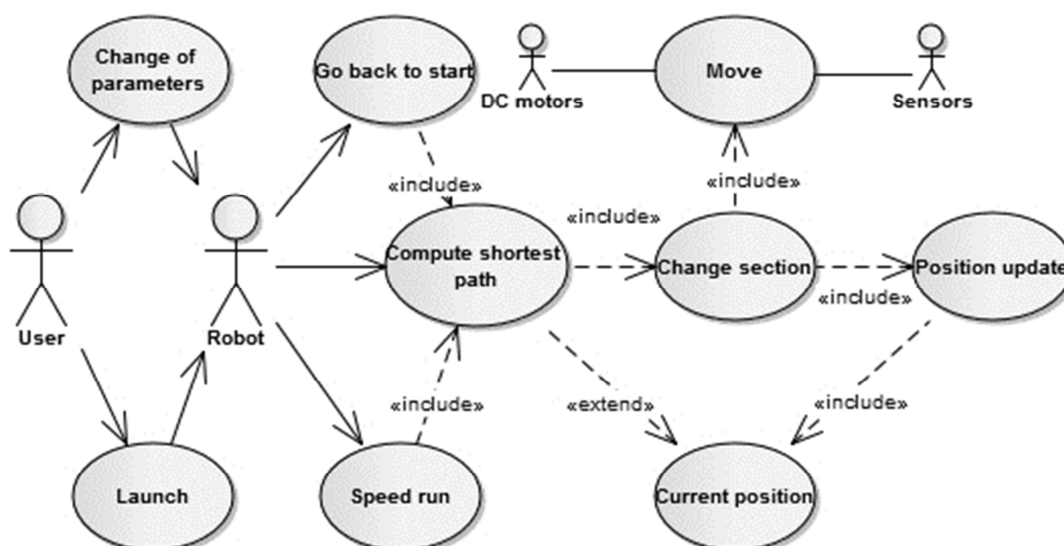 Change of
parameters
Go back to start
DC motors
Move
Sensors
«include»
«include»
«include»
User
Robot
Compute shortest
path
Change section
Position update
«include»
«include»
«extend»
«include»
Launch
Speed run
Current position